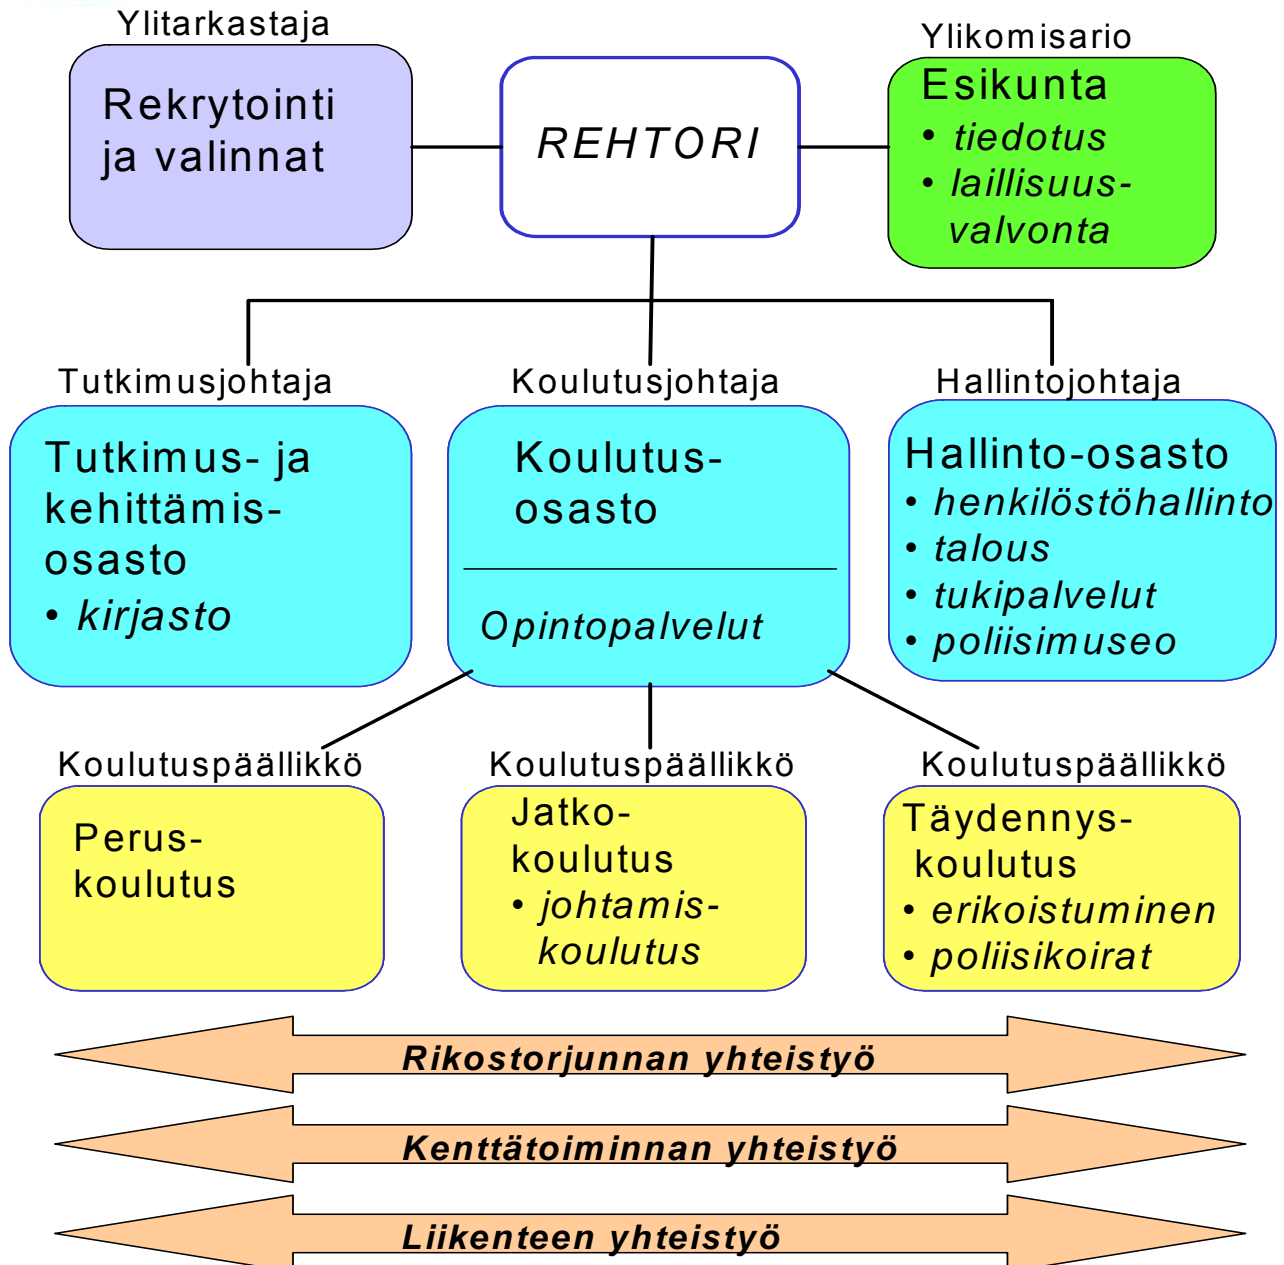 Ylitarkastaja
Rekrytointi
ja valinnat
REHTORI
Ylikomisario
Esikunta
• tiedotus
• laillisuus-
valvonta
Tutkimusjohtaja
Tutkimus- ja
kehittämis-
osasto
• kirjasto
Koulutusjohtaja
Koulutus-
osasto
Opintopalvelut
Hallintojohtaja
Hallinto-osasto
• henkilöstöhallinto
• talous
• tukipalvelut
• poliisimuseo
Koulutuspäällikkö
Perus-
koulutus
Koulutuspäällikkö
Jatko-
koulutus
• johtamis-
koulutus
Koulutuspäällikkö
Täydennys-
koulutus
• erikoistuminen
• poliisikoirat
Rikostorjunnan yhteistyö
Kenttätoiminnan yhteistyö
Liikenteen yhteistyö